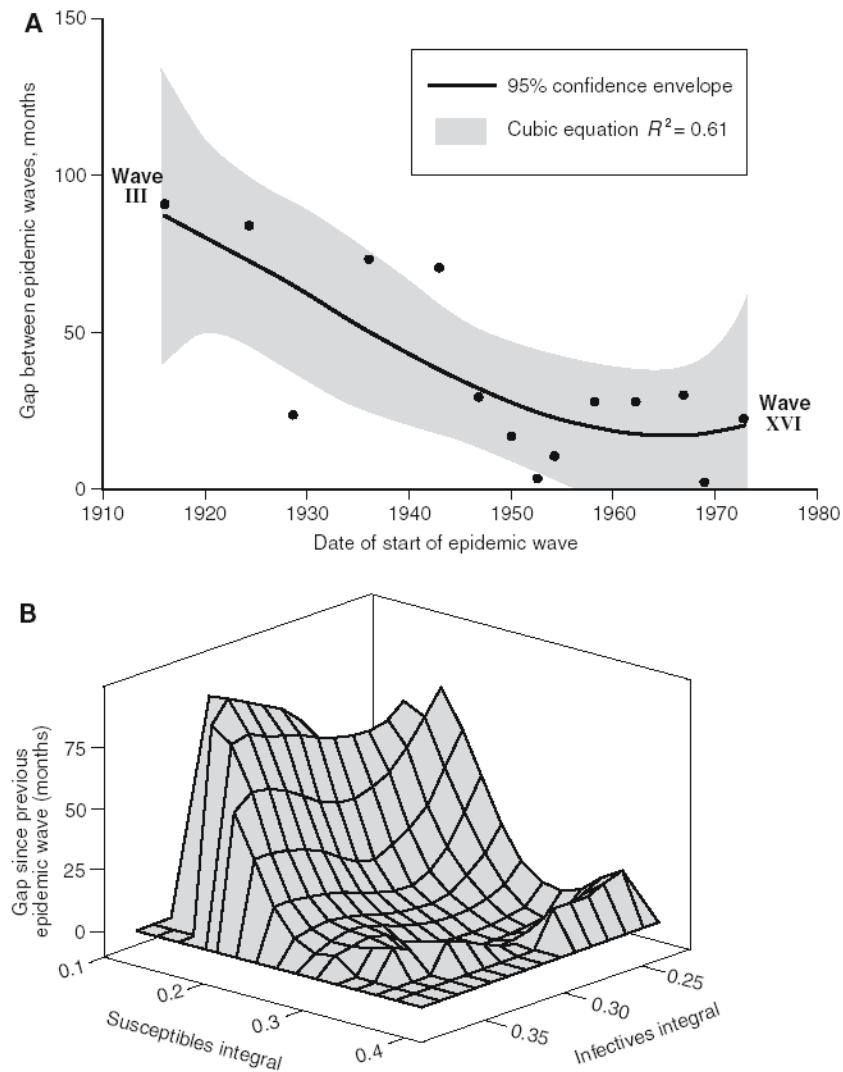 A
150
100
50
0
Gap between epidemic waves, months
95% confidence envelope
Cubic equation R² = 0.61
Wave
III
Wave
XVI
1910
1920
1930
1940
1950
1960
1970
1980
Date of start of epidemic wave
B
Gap since previous
epidemic wave (months)
75
50
25
0
0.1
0.2
0.3
0.4
Susceptibles integral
0.35
0.30
0.25
Infectives integral